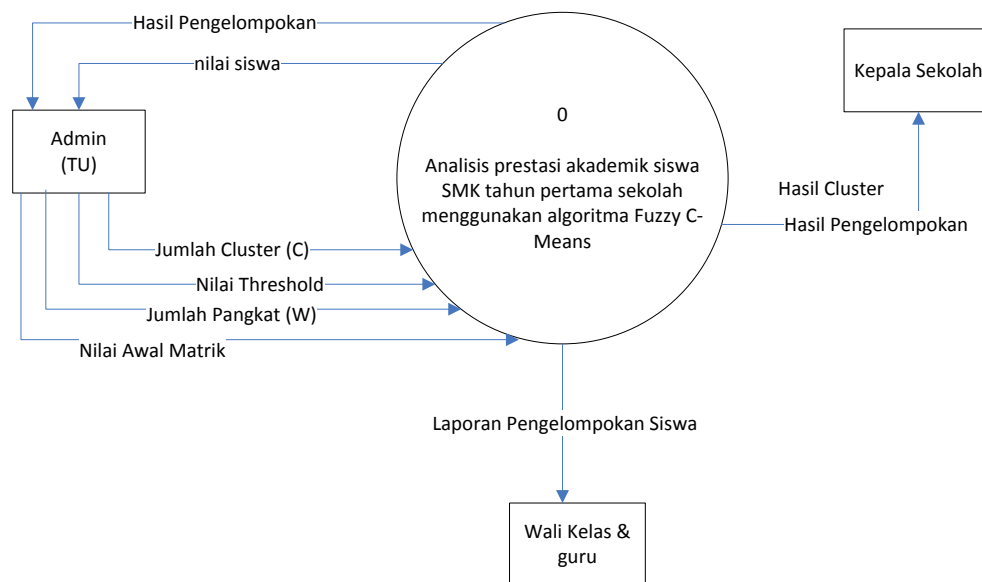 Hasil Pengelompokan
nilai siswa
Admin
(TU)
0
Analisis prestasi akademik siswa
SMK tahun pertama sekolah
menggunakan algoritma Fuzzy C-
Means
Kepala Sekolah
Hasil Cluster
Hasil Pengelompokan
Jumlah Cluster (C)
Nilai Threshold
Jumlah Pangkat (W)
Nilai Awal Matrik
Laporan Pengelompokan Siswa
Wali Kelas &
guru